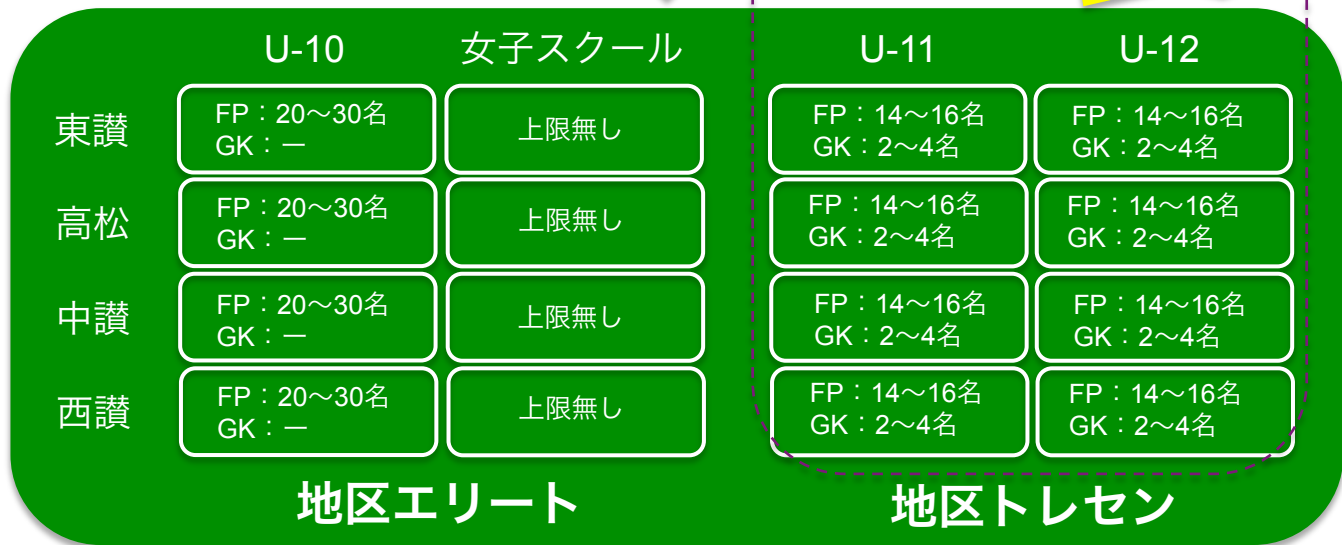 U-10 女子スクール U-11 U-12
東讃
FP：20〜30名
GK：ー
上限無し
FP：14〜16名
GK：2〜4名
FP：14〜16名
GK：2〜4名
高松
FP：20〜30名
GK：ー
上限無し
FP：14〜16名
GK：2〜4名
FP：14〜16名
GK：2〜4名
中讃
FP：20〜30名
GK：ー
上限無し
FP：14〜16名
GK：2〜4名
FP：14〜16名
GK：2〜4名
西讃
FP：20〜30名
GK：ー
上限無し
FP：14〜16名
GK：2〜4名
FP：14〜16名
GK：2〜4名
地区エリート 地区トレセン